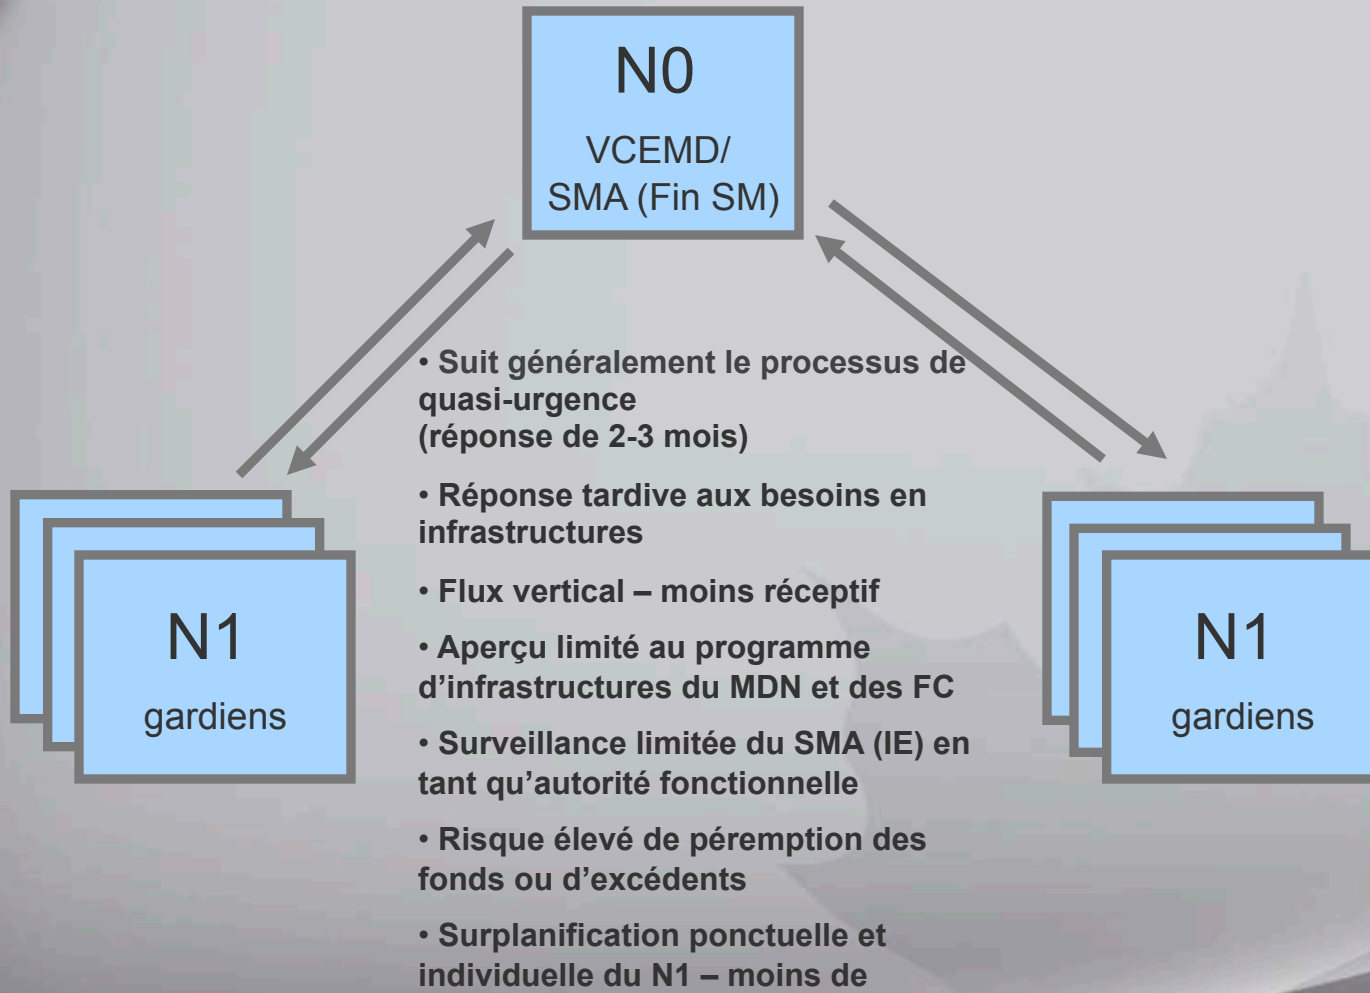 N0
VCEMD/
SMA (Fin SM)
• Suit généralement le processus de
quasi-urgence
(réponse de 2-3 mois)
• Réponse tardive aux besoins en
infrastructures
• Flux vertical – moins réceptif
• Aperçu limité au programme
d’infrastructures du MDN et des FC
• Surveillance limitée du SMA (IE) en
tant qu’autorité fonctionnelle
• Risque élevé de péremption des
fonds ou d’excédents
• Surplanification ponctuelle et
individuelle du N1 – moins de
N1
gardiens
N1
gardiens